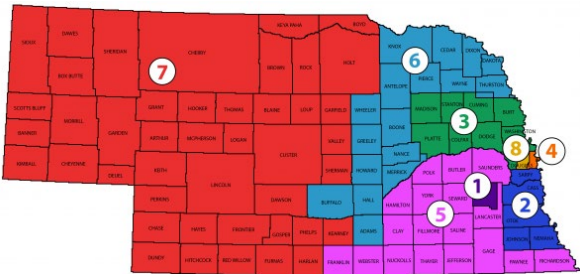 KEYA PAHA
BOYD
SIOUX
DAWES
SHERIDAN
CHERRY
BROWN
ROCK
HOLT
KNOX
CEDAR
DIXON
DAKOTA
BOX BUTTE
7
6
ANTELOPE
PIERCE
WAYNE
THURSTON
SCOTTS BLUFF
MORRILL
GARDEN
GRANT
HOOKER
THOMAS
BLAINE
LOUP
GARFIELD
WHEELER
MADISON
STANTON
CUMING
BURT
BANNER
ARTHUR
MCPHERSON
LOGAN
CUSTER
VALLEY
GREELEY
BOONE
PLATTE
COLFAX
3
DODGE
WASHINGTON
KIMBALL
CHEYENNE
DEUEL
KEITH
LINCOLN
SHERMAN
HOWARD
NANCE
MERRICK
POLK
BUTLER
SAUNDERS
8
4
SARPY
PERKINS
DAWSON
BUFFALO
HALL
HAMILTON
YORK
SEWARD
1
LANCASTER
CASS
2
OTOE
CHASE
HAYES
FRONTIER
GOSPER
PHELPS
KEARNEY
ADAMS
CLAY
FILLMORE
SALINE
5
GAGE
JOHNSON
NEMAHA
DUNDY
HITCHCOCK
RED WILLOW
FURNAS
HARLAN
FRANKLIN
WEBSTER
NUCKOLLS
THAYER
JEFFERSON
PAWNEE
RICHARDSON